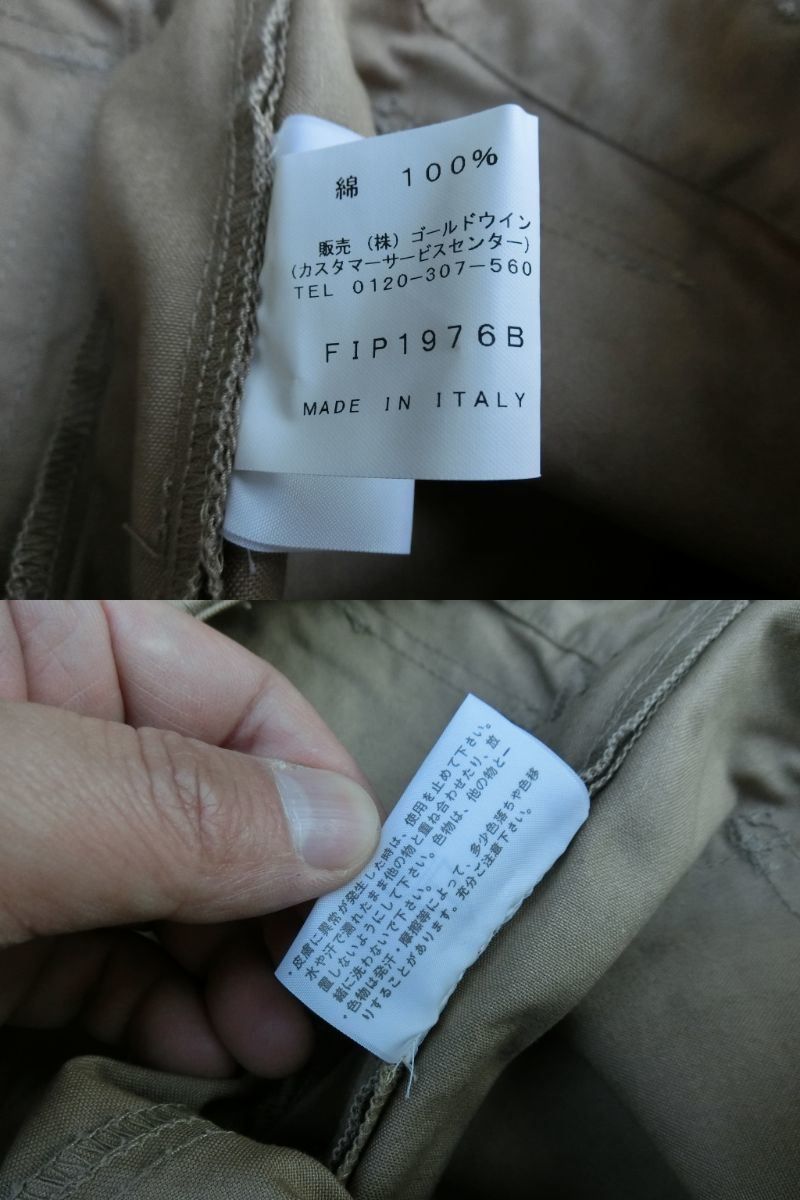 綿 100%
販売 (株) ゴールドウイン
(カスタマーサービスセンター)
TEL 0120-307-560
FIP1976B
MADE IN ITALY
・皮膚に異常が発生した時は、使用を止めて下さい。
水や汗で濡れたまま他の物と重ね合わせたり、放
置しないようにして下さい。色物は、他の物と一
緒に洗わないで下さい。
・色物は発汗・摩擦等によって、多少色落ちや色移
りすることがあります。充分ご注意下さい。